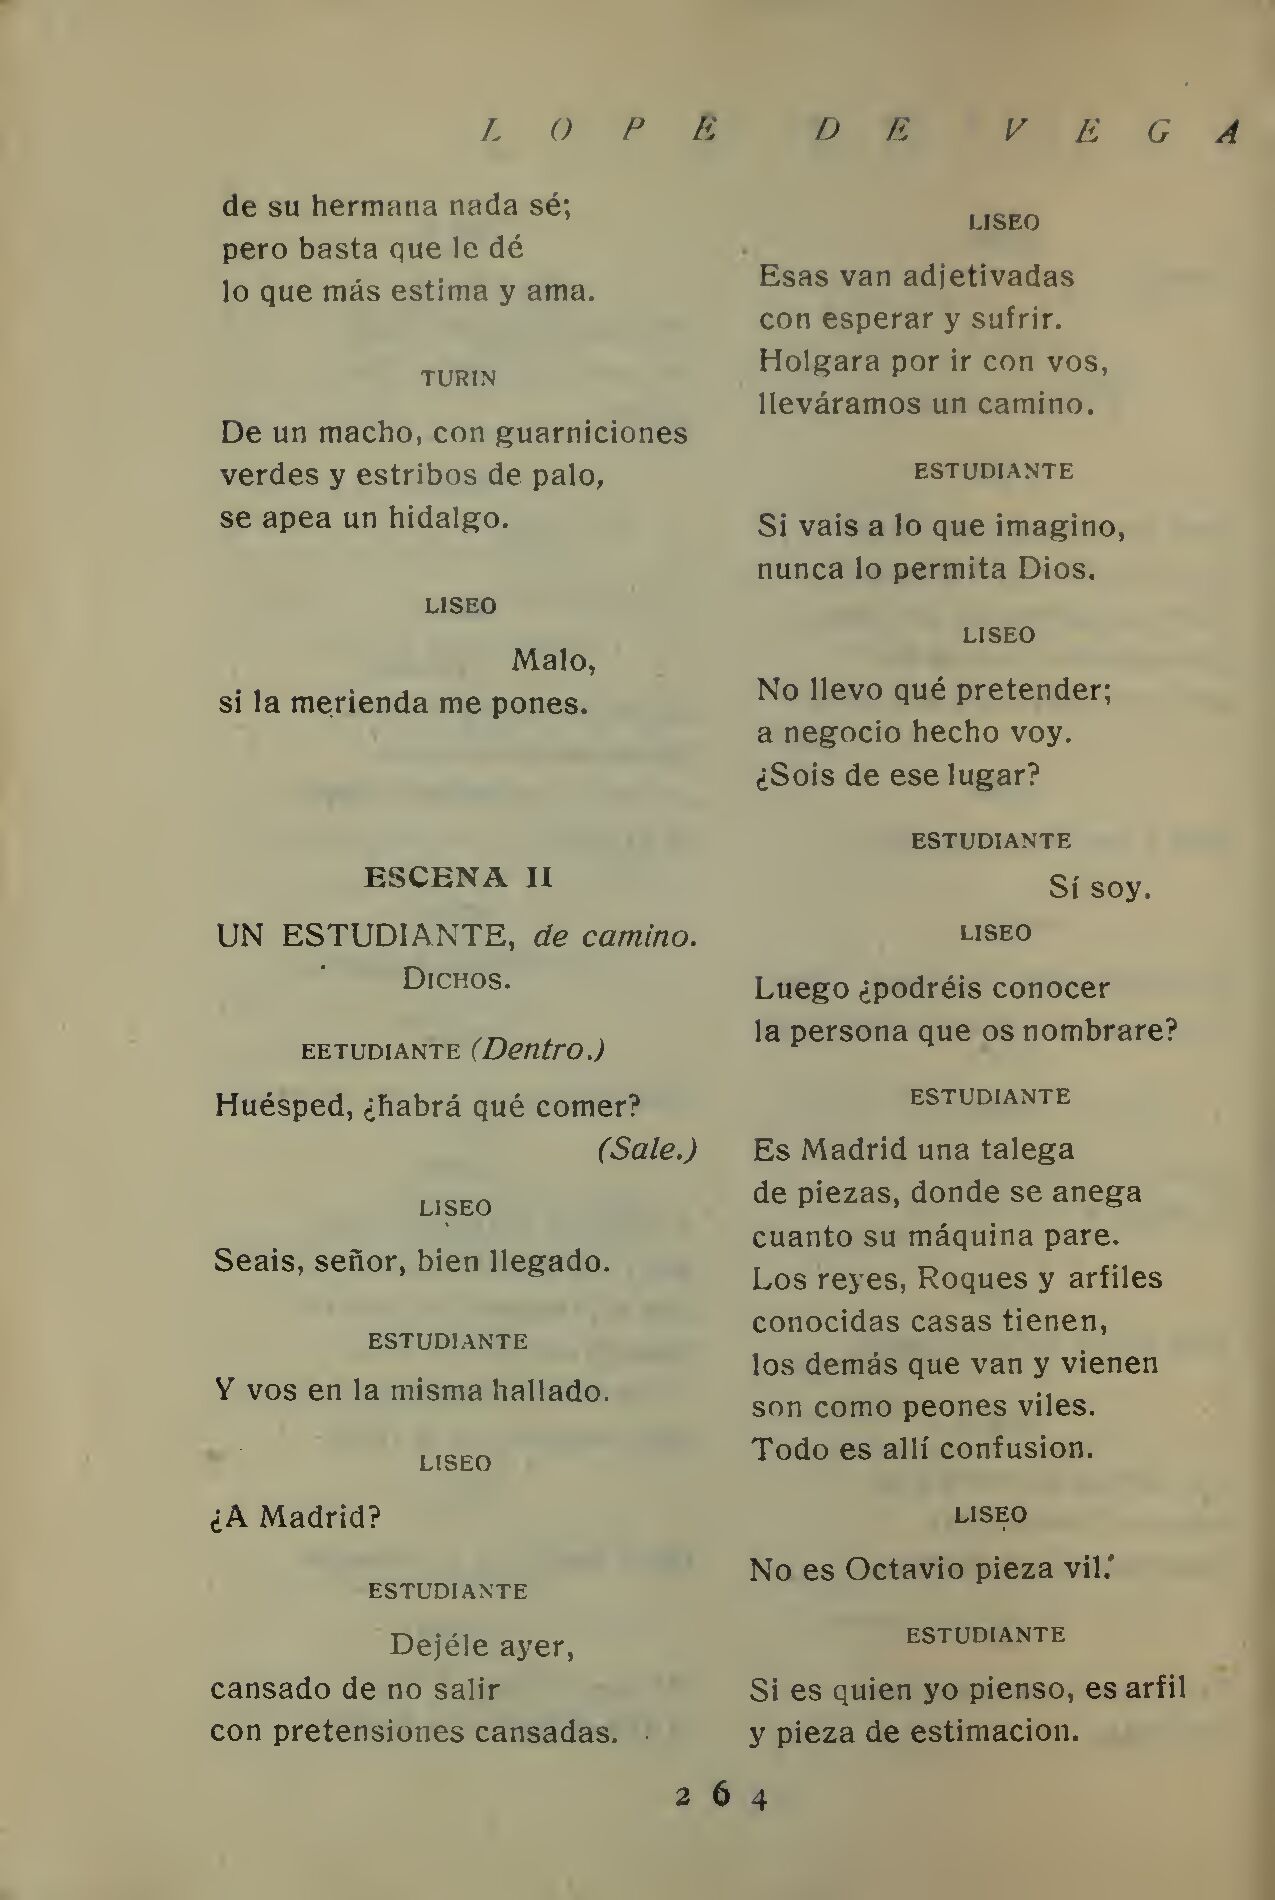 LOPE DE VEGA
de su hermana nada sé;
pero basta que le dé
lo que más estima y ama.
TURIN
De un macho, con guarniciones
verdes y estribos de palo,
se apea un hidalgo.
LISEO
Malo,
si la merienda me pones.
ESCENA II
UN ESTUDIANTE, de camino.
DICHOS.
EETUDIANTE (Dentro.)
Huésped, ¿habrá qué comer?
(Sale.)
LISEO
Seais, señor, bien llegado.
ESTUDIANTE
Y vos en la misma hallado.
LISEO
¿A Madrid?
ESTUDIANTE
Dejéle ayer,
cansado de no salir
con pretensiones cansadas.
LISEO
Esas van adjetivadas
con esperar y sufrir.
Holgara por ir con vos,
lleváramos un camino.
ESTUDIANTE
Si vais a lo que imagino,
nunca lo permita Dios.
LISEO
No llevo qué pretender;
a negocio hecho voy.
¿Sois de ese lugar?
ESTUDIANTE
Sí soy.
LISEO
Luego ¿podréis conocer
la persona que os nombrare?
ESTUDIANTE
Es Madrid una talega
de piezas, donde se anega
cuanto su máquina pare.
Los reyes, Roques y arfiles
conocidas casas tienen,
los demás que van y vienen
son como peones viles.
Todo es allí confusion.
LISEO
No es Octavio pieza vil.
ESTUDIANTE
Si es quien yo pienso, es arfil
y pieza de estimacion.
264